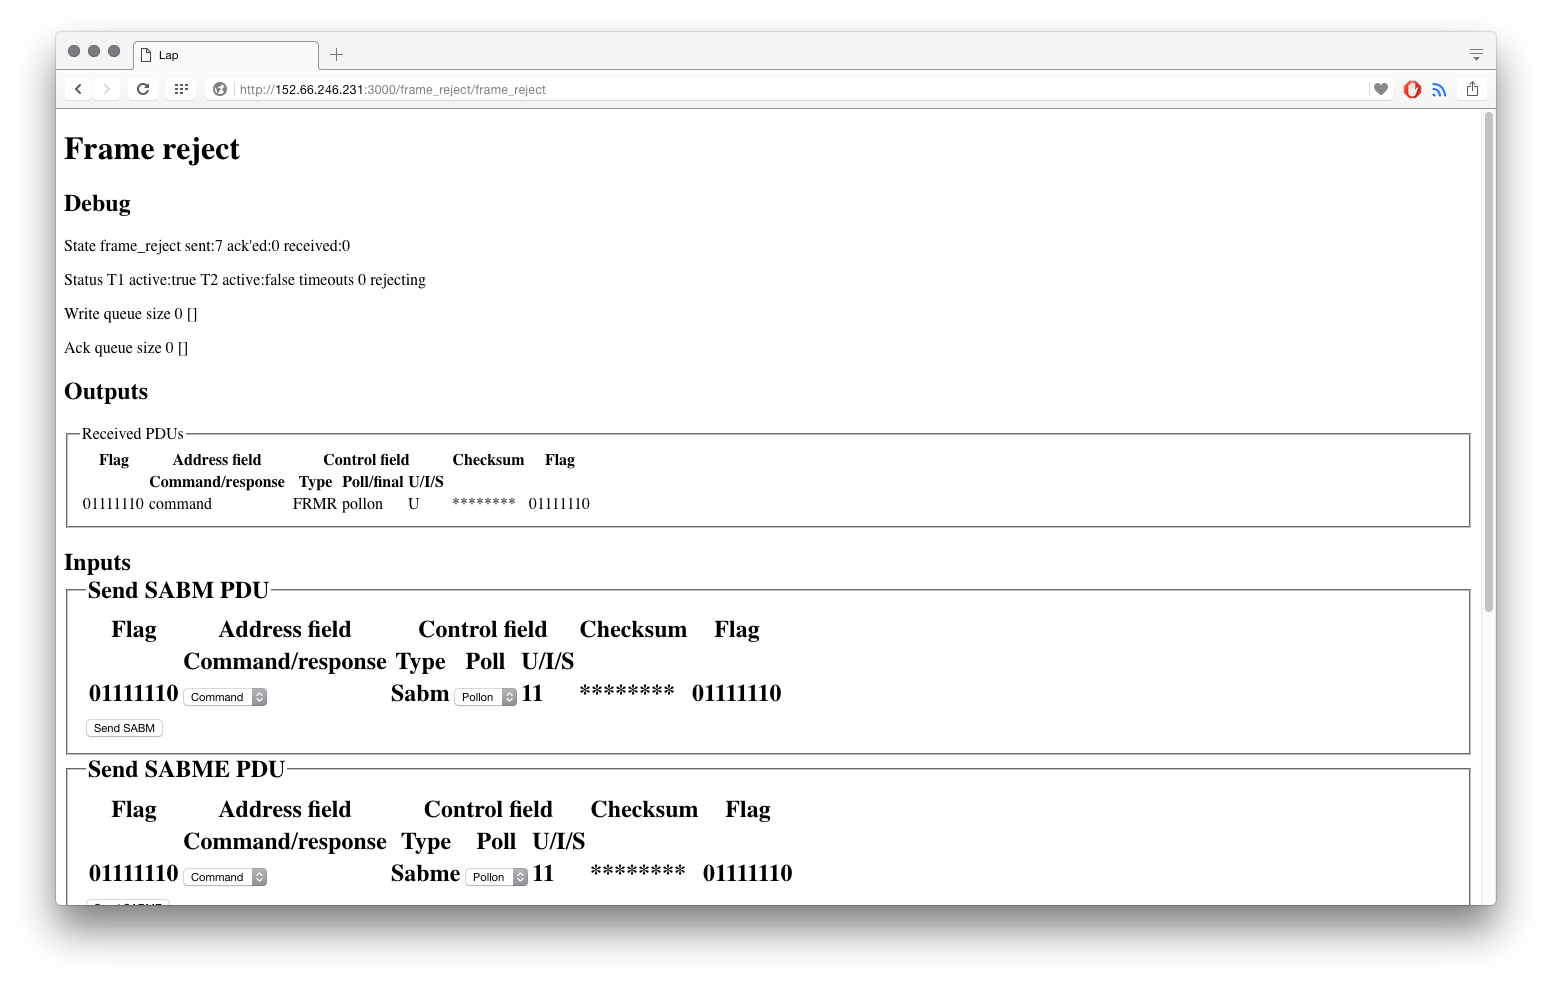 Lap
http://152.66.246.231:3000/frame_reject/frame_reject
Frame reject
Debug
State frame_reject sent:7 ack'ed:0 received:0
Status T1 active:true T2 active:false timeouts 0 rejecting
Write queue size 0 []
Ack queue size 0 []
Outputs
Received PDUs
Flag Address field Control field Checksum Flag
Command/response Type Poll/final U/I/S
01111110 command FRMR pollon U ******** 01111110
Inputs
Send SABM PDU
Flag Address field Control field Checksum Flag
Command/response Type Poll U/I/S
01111110 Command Sabm Pollon 11 ******** 01111110
Send SABM
Send SABME PDU
Flag Address field Control field Checksum Flag
Command/response Type Poll U/I/S
01111110 Command Sabme Pollon 11 ******** 01111110